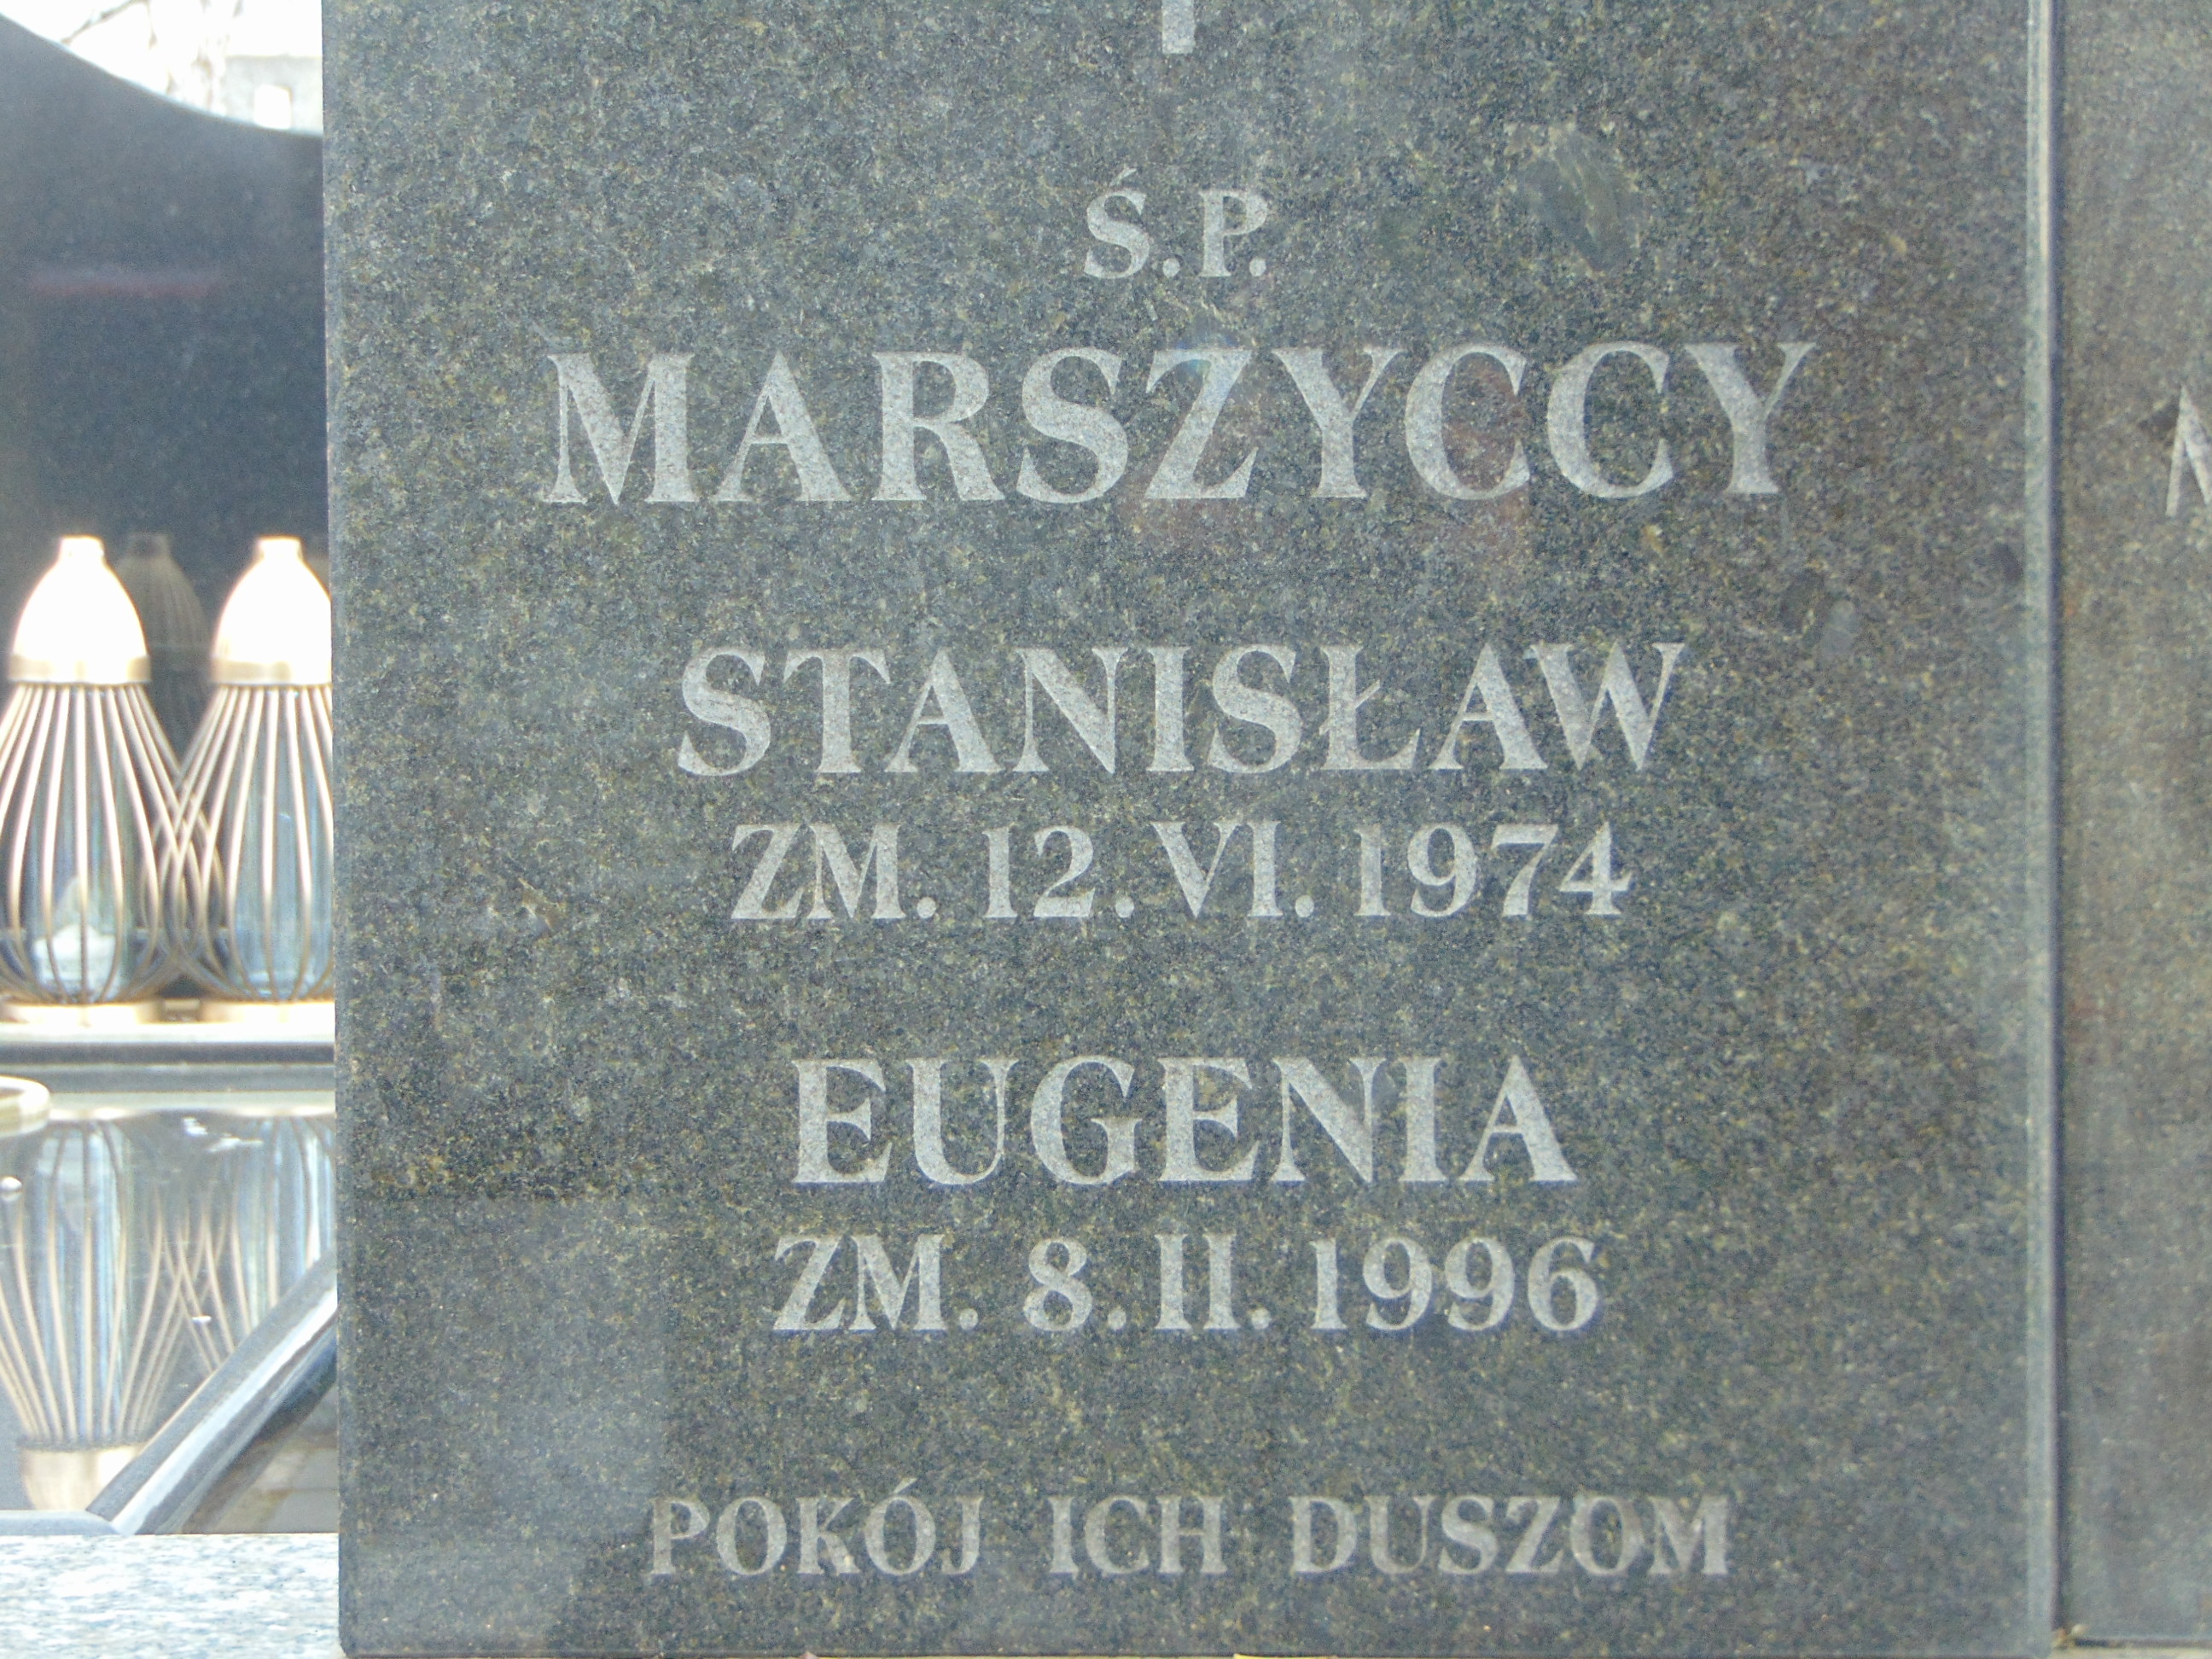 Ś.P.
MARSZYCCY
STANISŁAW
ZM. 12. VI. 1974
EUGENIA
ZM. 8. II. 1996
POKÓJ ICH DUSZOM